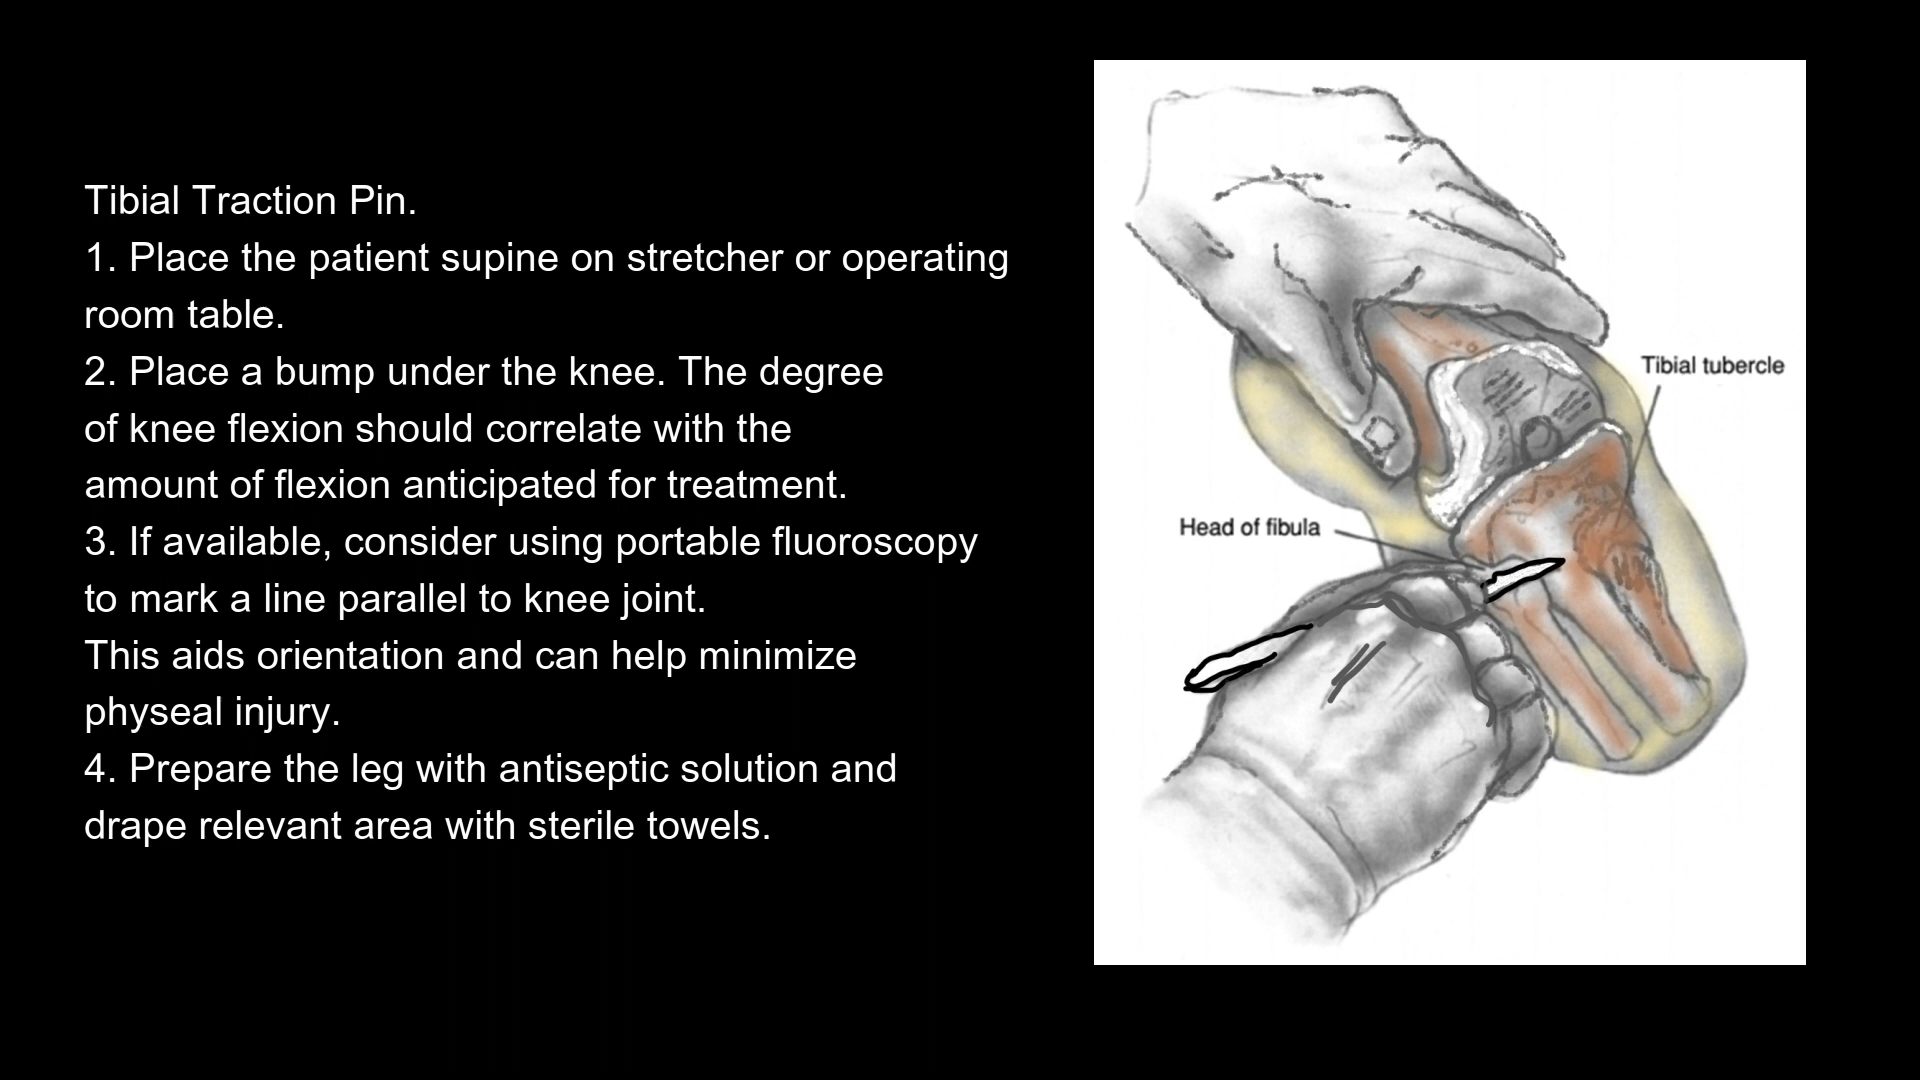 Tibial Traction Pin.
1. Place the patient supine on stretcher or operating
room table.
2. Place a bump under the knee. The degree
of knee flexion should correlate with the
amount of flexion anticipated for treatment.
3. If available, consider using portable fluoroscopy
to mark a line parallel to knee joint.
This aids orientation and can help minimize
physeal injury.
4. Prepare the leg with antiseptic solution and
drape relevant area with sterile towels.
Tibial tubercle
Head of fibula